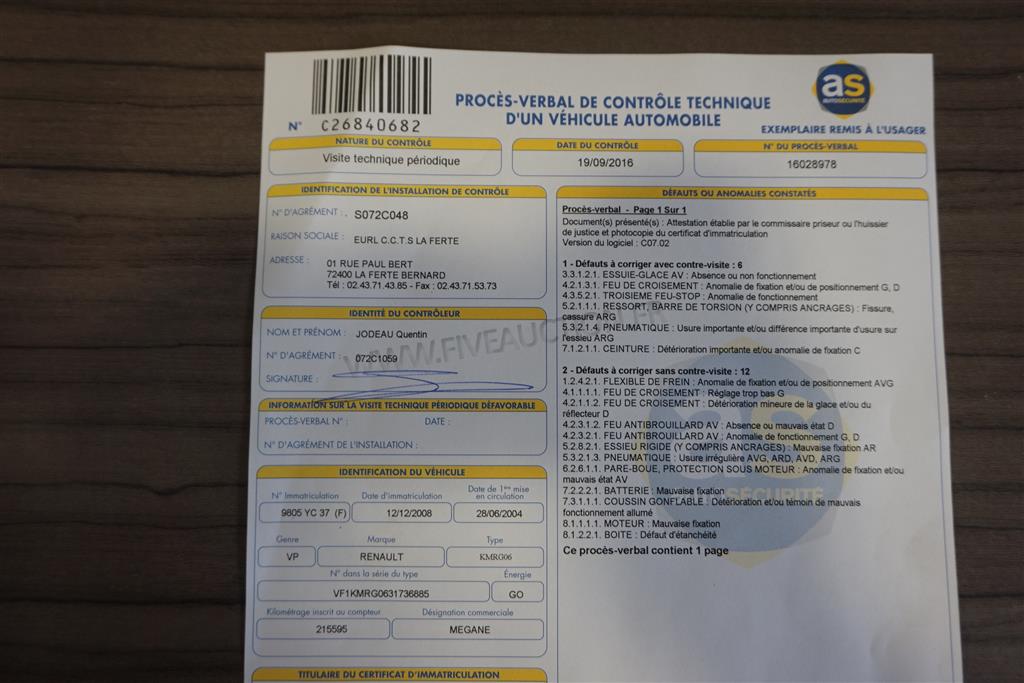 N° C26840682
PROCÈS-VERBAL DE CONTRÔLE TECHNIQUE
D'UN VÉHICULE AUTOMOBILE
as
AUTOSÉCURITÉ
EXEMPLAIRE REMIS À L'USAGER
NATURE DU CONTRÔLE
Visite technique périodique
DATE DU CONTRÔLE
19/09/2016
N° DU PROCÈS-VERBAL
16028978
IDENTIFICATION DE L'INSTALLATION DE CONTRÔLE
N° D'AGRÉMENT : S072C048
RAISON SOCIALE : EURL C.C.T.S LA FERTE
ADRESSE : 01 RUE PAUL BERT
72400 LA FERTE BERNARD
Tél : 02.43.71.43.85 - Fax : 02.43.71.53.73
IDENTITÉ DU CONTRÔLEUR
NOM ET PRÉNOM : JODEAU Quentin
N° D'AGRÉMENT : 072C1059
SIGNATURE :
INFORMATION SUR LA VISITE TECHNIQUE PÉRIODIQUE DÉFAVORABLE
PROCÈS-VERBAL N° : DATE :
N° D'AGRÉMENT DE L'INSTALLATION :
IDENTIFICATION DU VÉHICULE
N° Immatriculation Date d'immatriculation Date de 1ère mise
en circulation
9805 YC 37 (F) 12/12/2008 28/06/2004
Genre Marque Type
VP RENAULT KMRG06
N° dans la série du type Énergie
VF1KMRG0631736885 GO
Kilométrage inscrit au compteur Désignation commerciale
215595 MEGANE
TITULAIRE DU CERTIFICAT D'IMMATRICULATION
DÉFAUTS OU ANOMALIES CONSTATÉS
Procès-verbal - Page 1 Sur 1
Document(s) présenté(s) : Attestation établie par le commissaire priseur ou l'huissier
de justice et photocopie du certificat d'immatriculation
Version du logiciel : C07.02
1 - Défauts à corriger avec contre-visite : 6
3.3.1.2.1. ESSUIE-GLACE AV : Absence ou non fonctionnement
4.2.1.3.1. FEU DE CROISEMENT : Anomalie de fixation et/ou de positionnement G, D
4.3.5.2.1. TROISIEME FEU-STOP : Anomalie de fonctionnement
5.2.1.1.1. RESSORT, BARRE DE TORSION (Y COMPRIS ANCRAGES) : Fissure,
cassure ARG
5.3.2.1.4. PNEUMATIQUE : Usure importante et/ou différence importante d'usure sur
l'essieu ARG
7.1.2.1.1. CEINTURE : Détérioration importante et/ou anomalie de fixation C
2 - Défauts à corriger sans contre-visite : 12
1.2.4.2.1. FLEXIBLE DE FREIN : Anomalie de fixation et/ou de positionnement AVG
4.1.1.1.1. FEU DE CROISEMENT : Réglage trop bas G
4.2.1.1.2. FEU DE CROISEMENT : Détérioration mineure de la glace et/ou du
réflecteur D
4.2.3.1.2. FEU ANTIBROUILLARD AV : Absence ou mauvais état D
4.2.3.2.1. FEU ANTIBROUILLARD AV : Anomalie de fonctionnement G, D
5.2.8.2.1. ESSIEU RIGIDE (Y COMPRIS ANCRAGES) : Mauvaise fixation AR
5.3.2.1.3. PNEUMATIQUE : Usure irrégulière AVG, ARD, AVD, ARG
6.2.6.1.1. PARE-BOUE, PROTECTION SOUS MOTEUR : Anomalie de fixation et/ou
mauvais état AV
7.2.2.2.1. BATTERIE : Mauvaise fixation
7.3.1.1.1. COUSSIN GONFLABLE : Détérioration et/ou témoin de mauvais
fonctionnement allumé
8.1.1.1.1. MOTEUR : Mauvaise fixation
8.1.2.2.1. BOITE : Défaut d'étanchéité
Ce procès-verbal contient 1 page